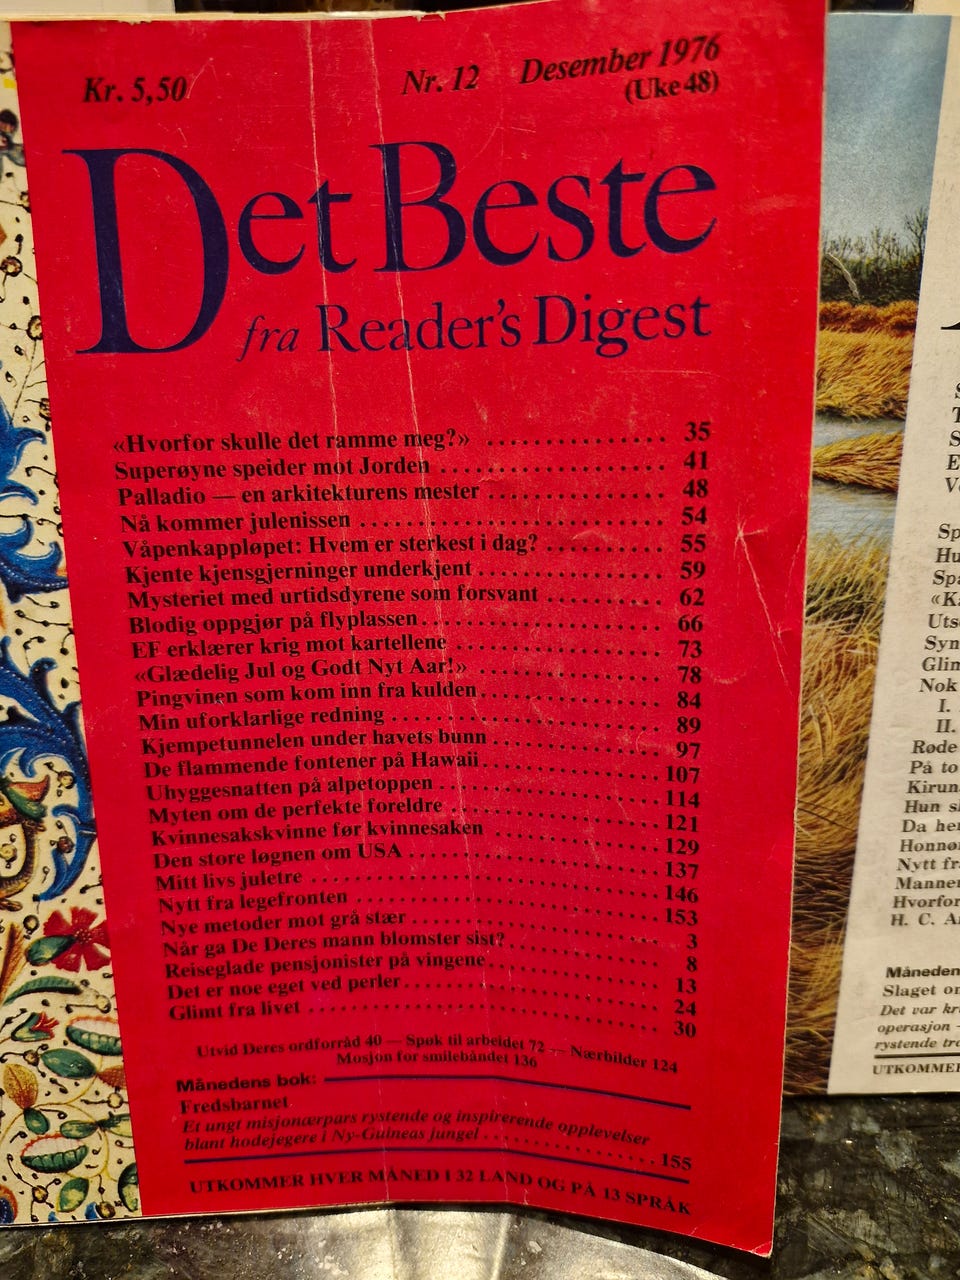 Kr. 5,50 Nr. 12 Desember 1976
(Uke 48)
Det Beste
fra Reader's Digest
«Hvorfor skulle det ramme meg?» 35
Superøyne speider mot Jorden 41
Palladio — en arkitekturens mester 48
Nå kommer julenissen 54
Våpenkappløpet: Hvem er sterkest i dag? 55
Kjente kjensgjerninger underkjent 59
Mysteriet med urtidsdyrene som forsvant 62
Blodig oppgjør på flyplassen 66
EF erklærer krig mot kartellene 73
«Glædelig Jul og Godt Nyt Aar!» 78
Pingvinen som kom inn fra kulden 84
Min uforklarlige redning 89
Kjempetunnelen under havets bunn 97
De flammende fontener på Hawaii 107
Uhyggesnatten på alpetoppen 114
Myten om de perfekte foreldre 121
Kvinnesakskvinne før kvinnesaken 129
Den store løgnen om USA 137
Mitt livs juletre 146
Nytt fra legefronten 153
Nye metoder mot grå stær 3
Når ga De Deres mann blomster sist? 8
Reiseglade pensjonister på vingene 13
Det er noe eget ved perler 24
Glimt fra livet 30
Utvid Deres ordforråd 40 — Spøk til arbeidet 72 — Nærbilder 124
Mosjon for smilebåndet 136
Månedens bok:
Fredsbarnet
Et ungt misjonærpars rystende og inspirerende opplevelser
blant hodejegere i Ny-Guineas jungel 155
UTKOMMER HVER MÅNED I 32 LAND OG PÅ 13 SPRÅK
Nok
I.
II.
Røde
På to
Hun
Da
Nytt
Hvorfor
H. C.
Månedens
Slaget
Det var
operasjon
UTKOMMER